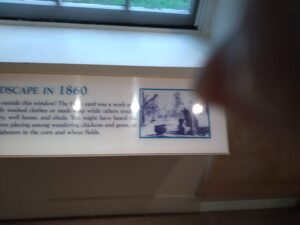 DSCAPE IN 1860
outside this window! The yard was a work
washed clothes or made while others
well house, and sheds. You might have heard
playing among wandering chickens and geese, or
in the corn and wheat fields.